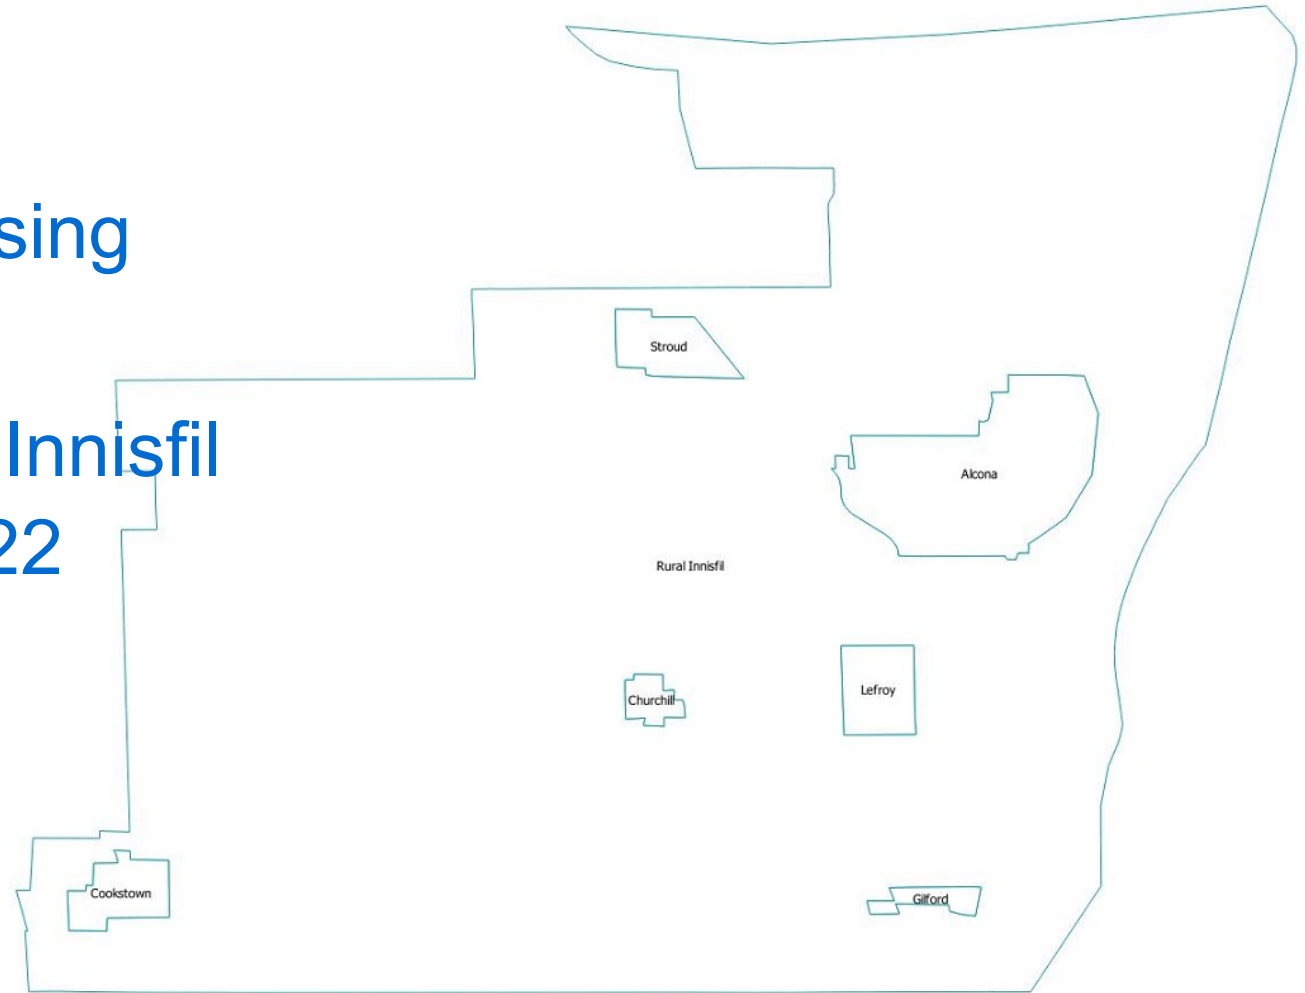 sing
Innisfil
22
Stroud
Alcona
Rural Innisfil
Churchill
Lefroy
Cookstown
Gilford